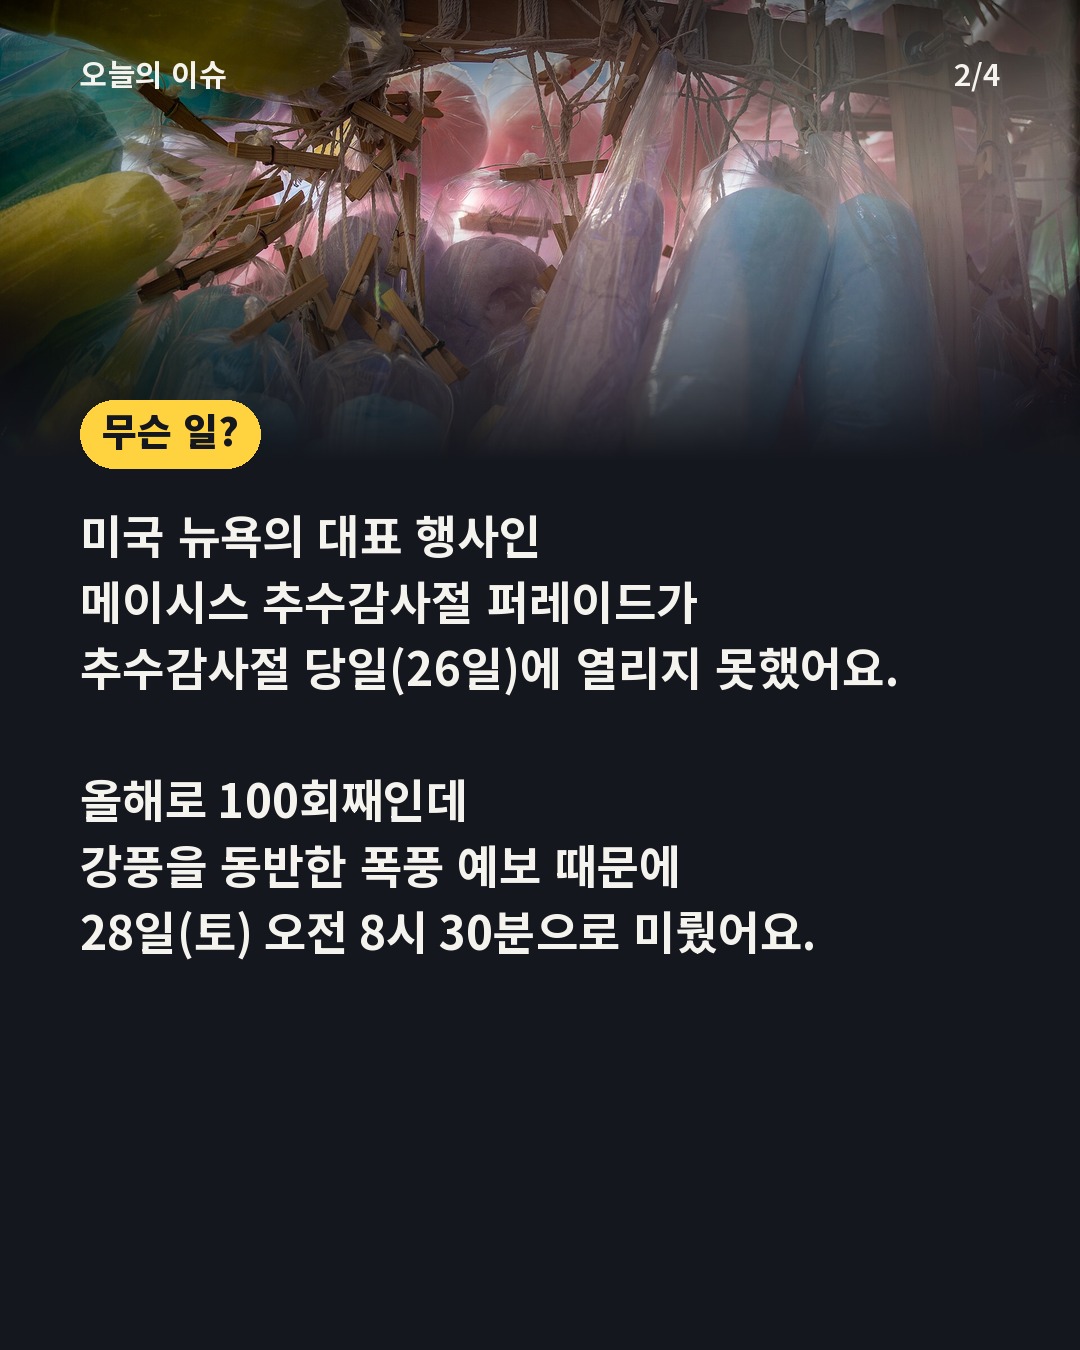 오늘의 이슈
2/4
무슨 일?
미국 뉴욕의 대표 행사인
메이시스 추수감사절 퍼레이드가
추수감사절 당일(26일)에 열리지 못했어요.
올해로 100회째인데
강풍을 동반한 폭풍 예보 때문에
28일(토) 오전 8시 30분으로 미뤘어요.